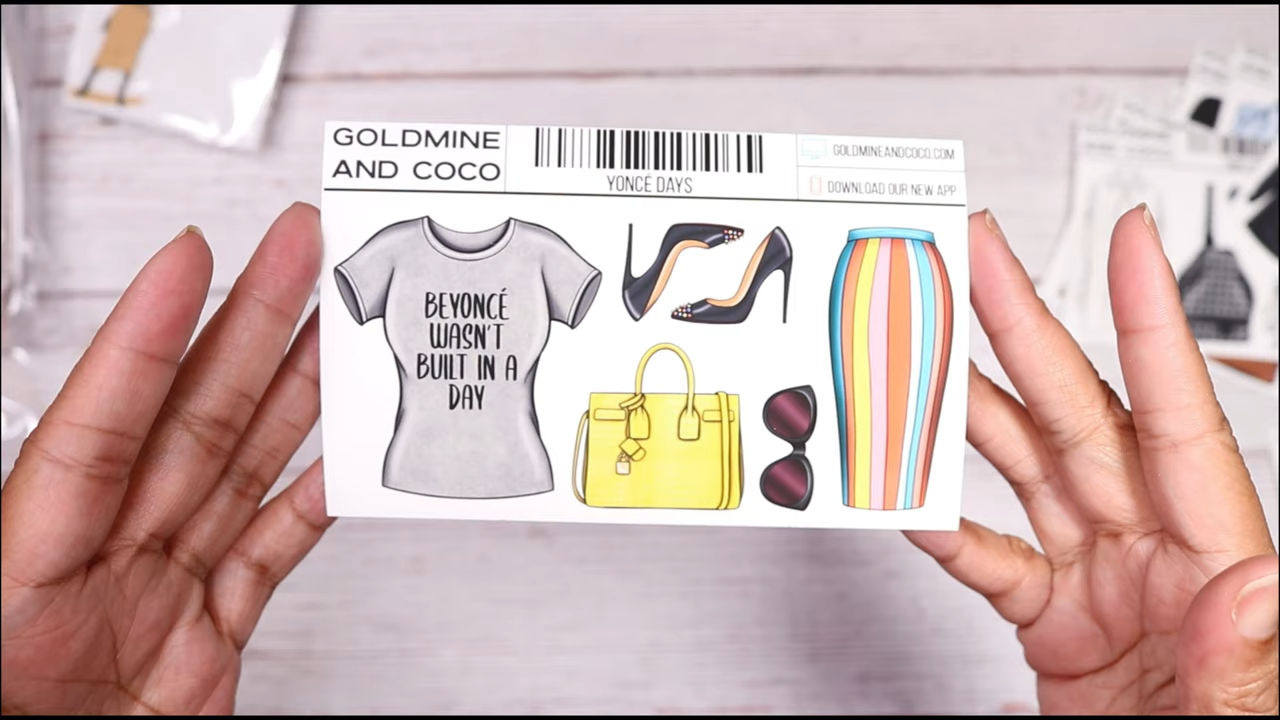 GOLDMINE
AND COCO
YONCÉ DAYS
GOLDMINEANDCOCO.COM
DOWNLOAD OUR NEW APP
BEYONCÉ
WASN'T
BUILT IN A
DAY